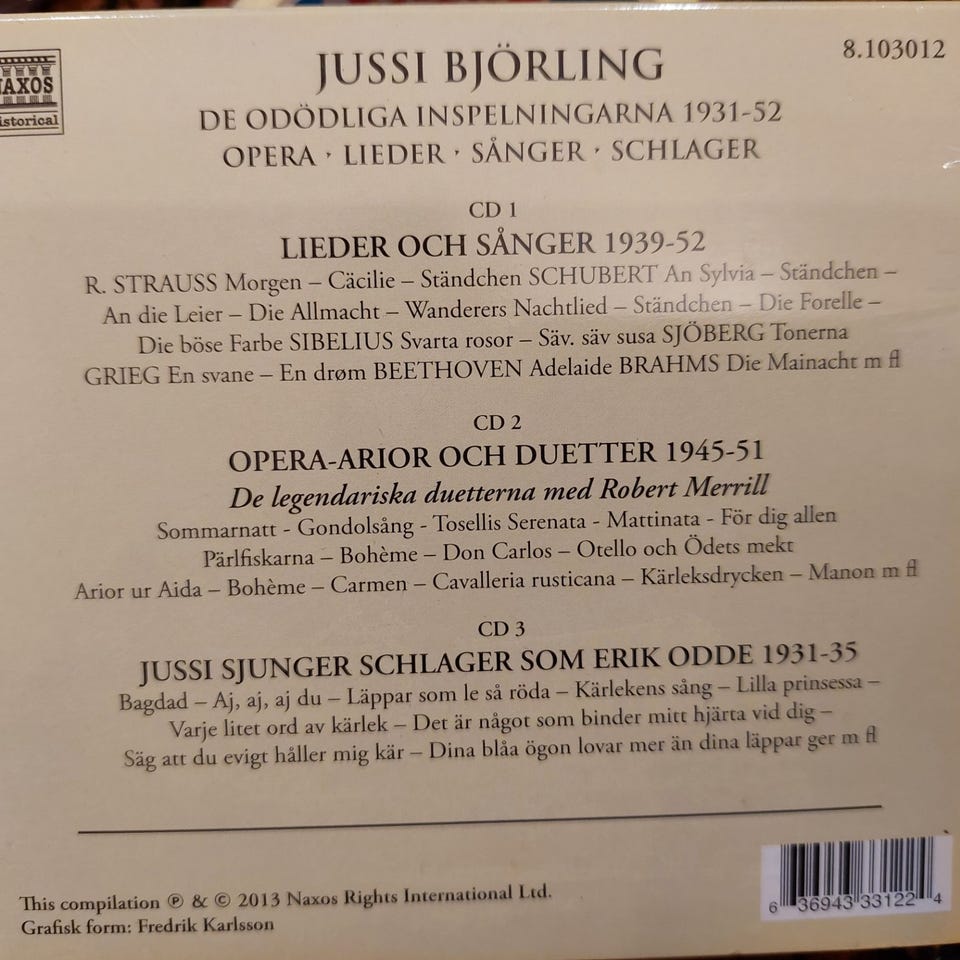 JUSSI BJÖRLING
8.103012
NAXOS
Historical
DE ODÖDLIGA INSPELNINGARNA 1931-52
OPERA · LIEDER · SÅNGER · SCHLAGER
CD 1
LIEDER OCH SÅNGER 1939-52
R. STRAUSS Morgen – Cäcilie – Ständchen SCHUBERT An Sylvia – Ständchen –
An die Leier – Die Allmacht – Wanderers Nachtlied – Ständchen – Die Forelle –
Die böse Farbe SIBELIUS Svarta rosor – Säv. säv susa SJÖBERG Tonerna
GRIEG En svane – En drøm BEETHOVEN Adelaide BRAHMS Die Mainacht m fl
CD 2
OPERA-ARIOR OCH DUETTER 1945-51
De legendariska duetterna med Robert Merrill
Sommarnatt - Gondolsång - Tosellis Serenata - Mattinata - För dig allen
Pärlfiskarna – Bohème – Don Carlos – Otello och Ödets mekt
Arior ur Aida – Bohème – Carmen – Cavalleria rusticana – Kärleksdrycken – Manon m fl
CD 3
JUSSI SJUNGER SCHLAGER SOM ERIK ODDE 1931-35
Bagdad – Aj, aj, aj du – Läppar som le så röda – Kärlekens sång – Lilla prinsessa –
Varje litet ord av kärlek – Det är något som binder mitt hjärta vid dig –
Säg att du evigt håller mig kär – Dina blåa ögon lovar mer än dina läppar ger m fl
This compilation ℗ & © 2013 Naxos Rights International Ltd.
Grafisk form: Fredrik Karlsson
6 36943 33122 4